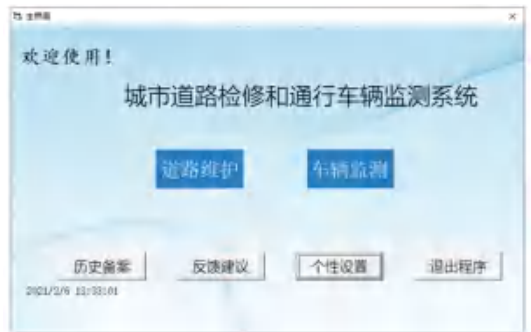 主界面
欢迎使用!
城市道路检修和通行车辆监测系统
道路维护 车辆监测
历史备案 反馈建议 个性设置 退出程序
2021/2/6 13:33:01